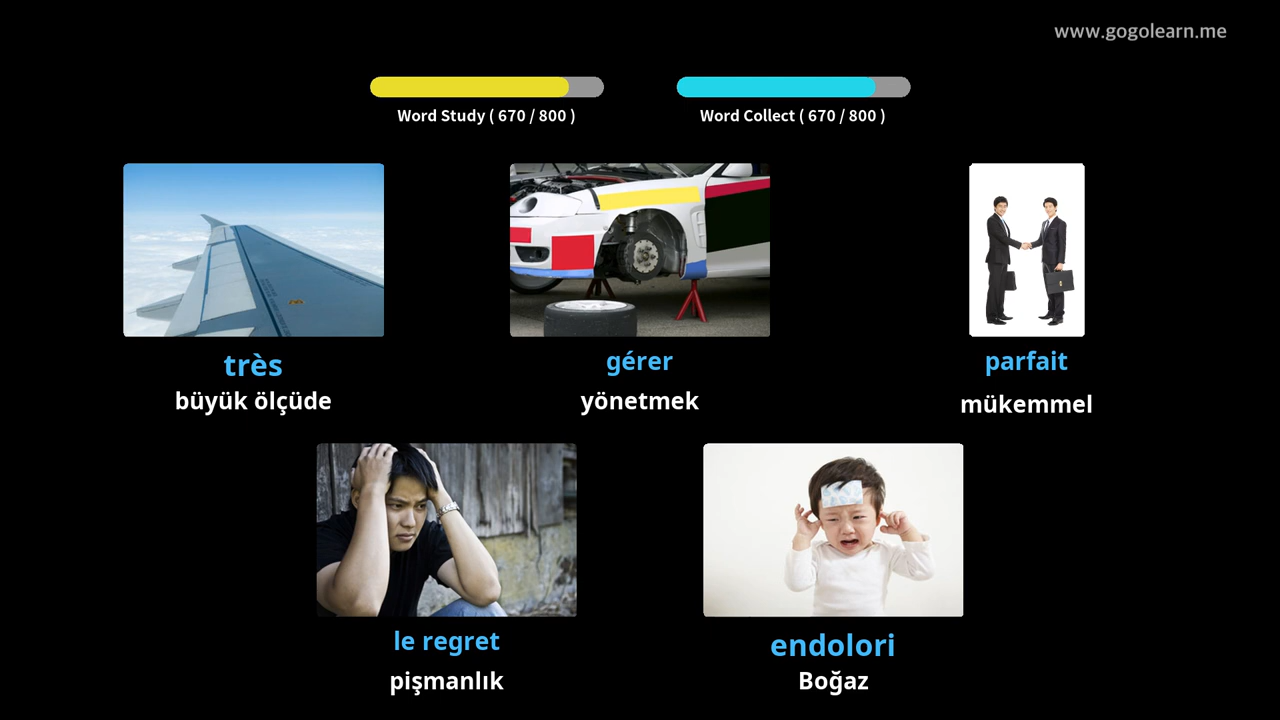 www.gogolearn.me
Word Study ( 670 / 800 )
Word Collect ( 670 / 800 )
très
büyük ölçüde
gérer
yönetmek
parfait
mükemmel
le regret
pişmanlık
endolori
Boğaz